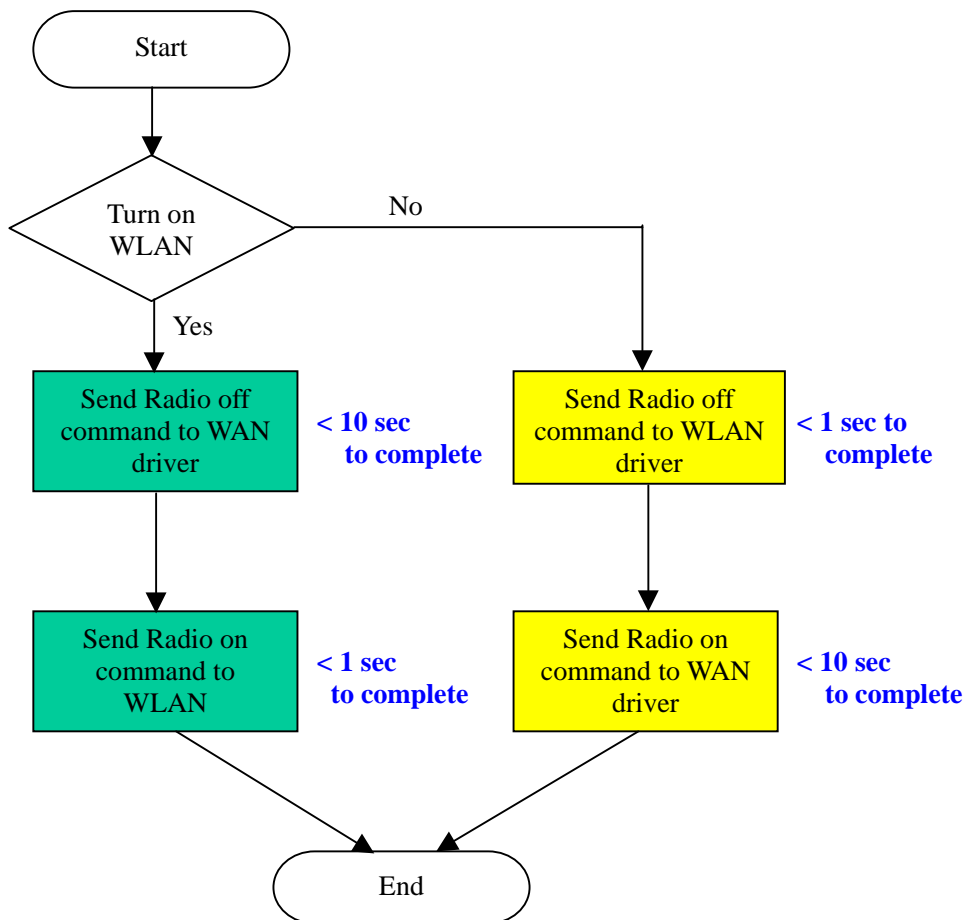 Start
Turn on
WLAN
No
Yes
Send Radio off
command to WAN
driver
< 10 sec
to complete
Send Radio off
command to WLAN
driver
< 1 sec to
complete
Send Radio on
command to
WLAN
< 1 sec
to complete
Send Radio on
command to WAN
driver
< 10 sec
to complete
End